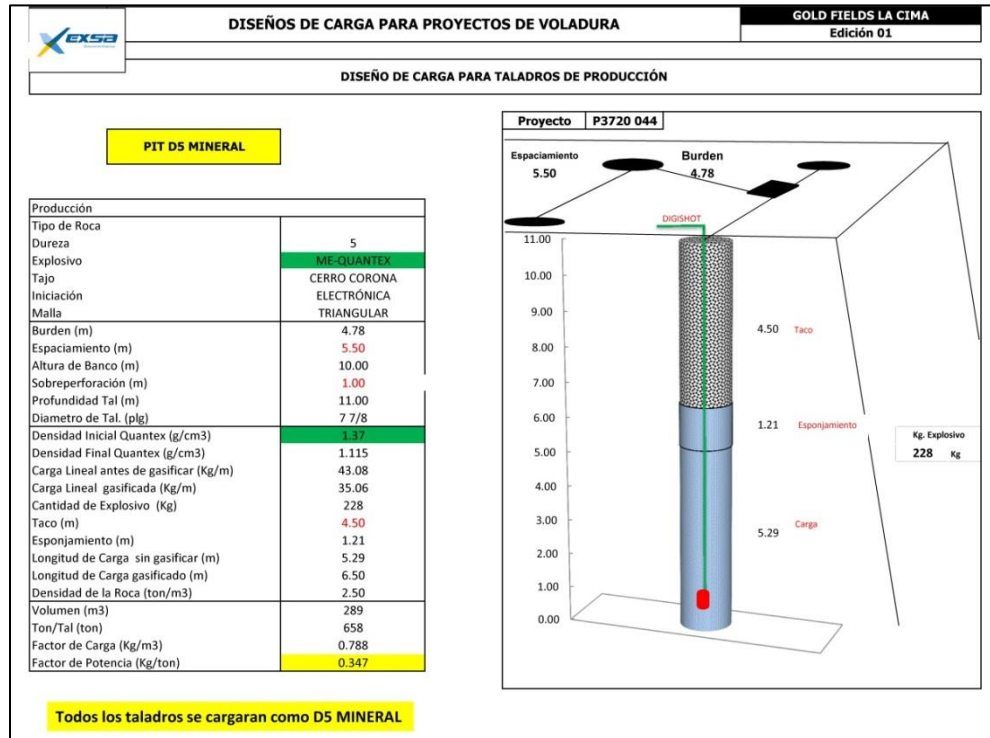 exsa
DISEÑOS DE CARGA PARA PROYECTOS DE VOLADURA
GOLD FIELDS LA CIMA
Edición 01
DISEÑO DE CARGA PARA TALADROS DE PRODUCCIÓN
PIT D5 MINERAL
Producción
Tipo de Roca
Dureza 5
Explosivo ME-QUANTEX
Tajo CERRO CORONA
Iniciación ELECTRÓNICA
Malla TRIANGULAR
Burden (m) 4.78
Espaciamiento (m) 5.50
Altura de Banco (m) 10.00
Sobreperforación (m) 1.00
Profundidad Tal (m) 11.00
Diametro de Tal. (plg) 7 7/8
Densidad Inicial Quantex (g/cm3) 1.37
Densidad Final Quantex (g/cm3) 1.115
Carga Lineal antes de gasificar (Kg/m) 43.08
Carga Lineal gasificada (Kg/m) 35.06
Cantidad de Explosivo (Kg) 228
Taco (m) 4.50
Esponjamiento (m) 1.21
Longitud de Carga sin gasificar (m) 5.29
Longitud de Carga gasificado (m) 6.50
Densidad de la Roca (ton/m3) 2.50
Volumen (m3) 289
Ton/Tal (ton) 658
Factor de Carga (Kg/m3) 0.788
Factor de Potencia (Kg/ton) 0.347
Todos los taladros se cargaran como D5 MINERAL
Proyecto P3720 044
Espaciamiento
5.50
Burden
4.78
DIGISHOT
11.00
10.00
9.00
8.00
7.00
6.00
5.00
4.00
3.00
2.00
1.00
0.00
4.50 Taco
1.21 Esponjamiento
5.29 Carga
Kg. Explosivo
228 Kg